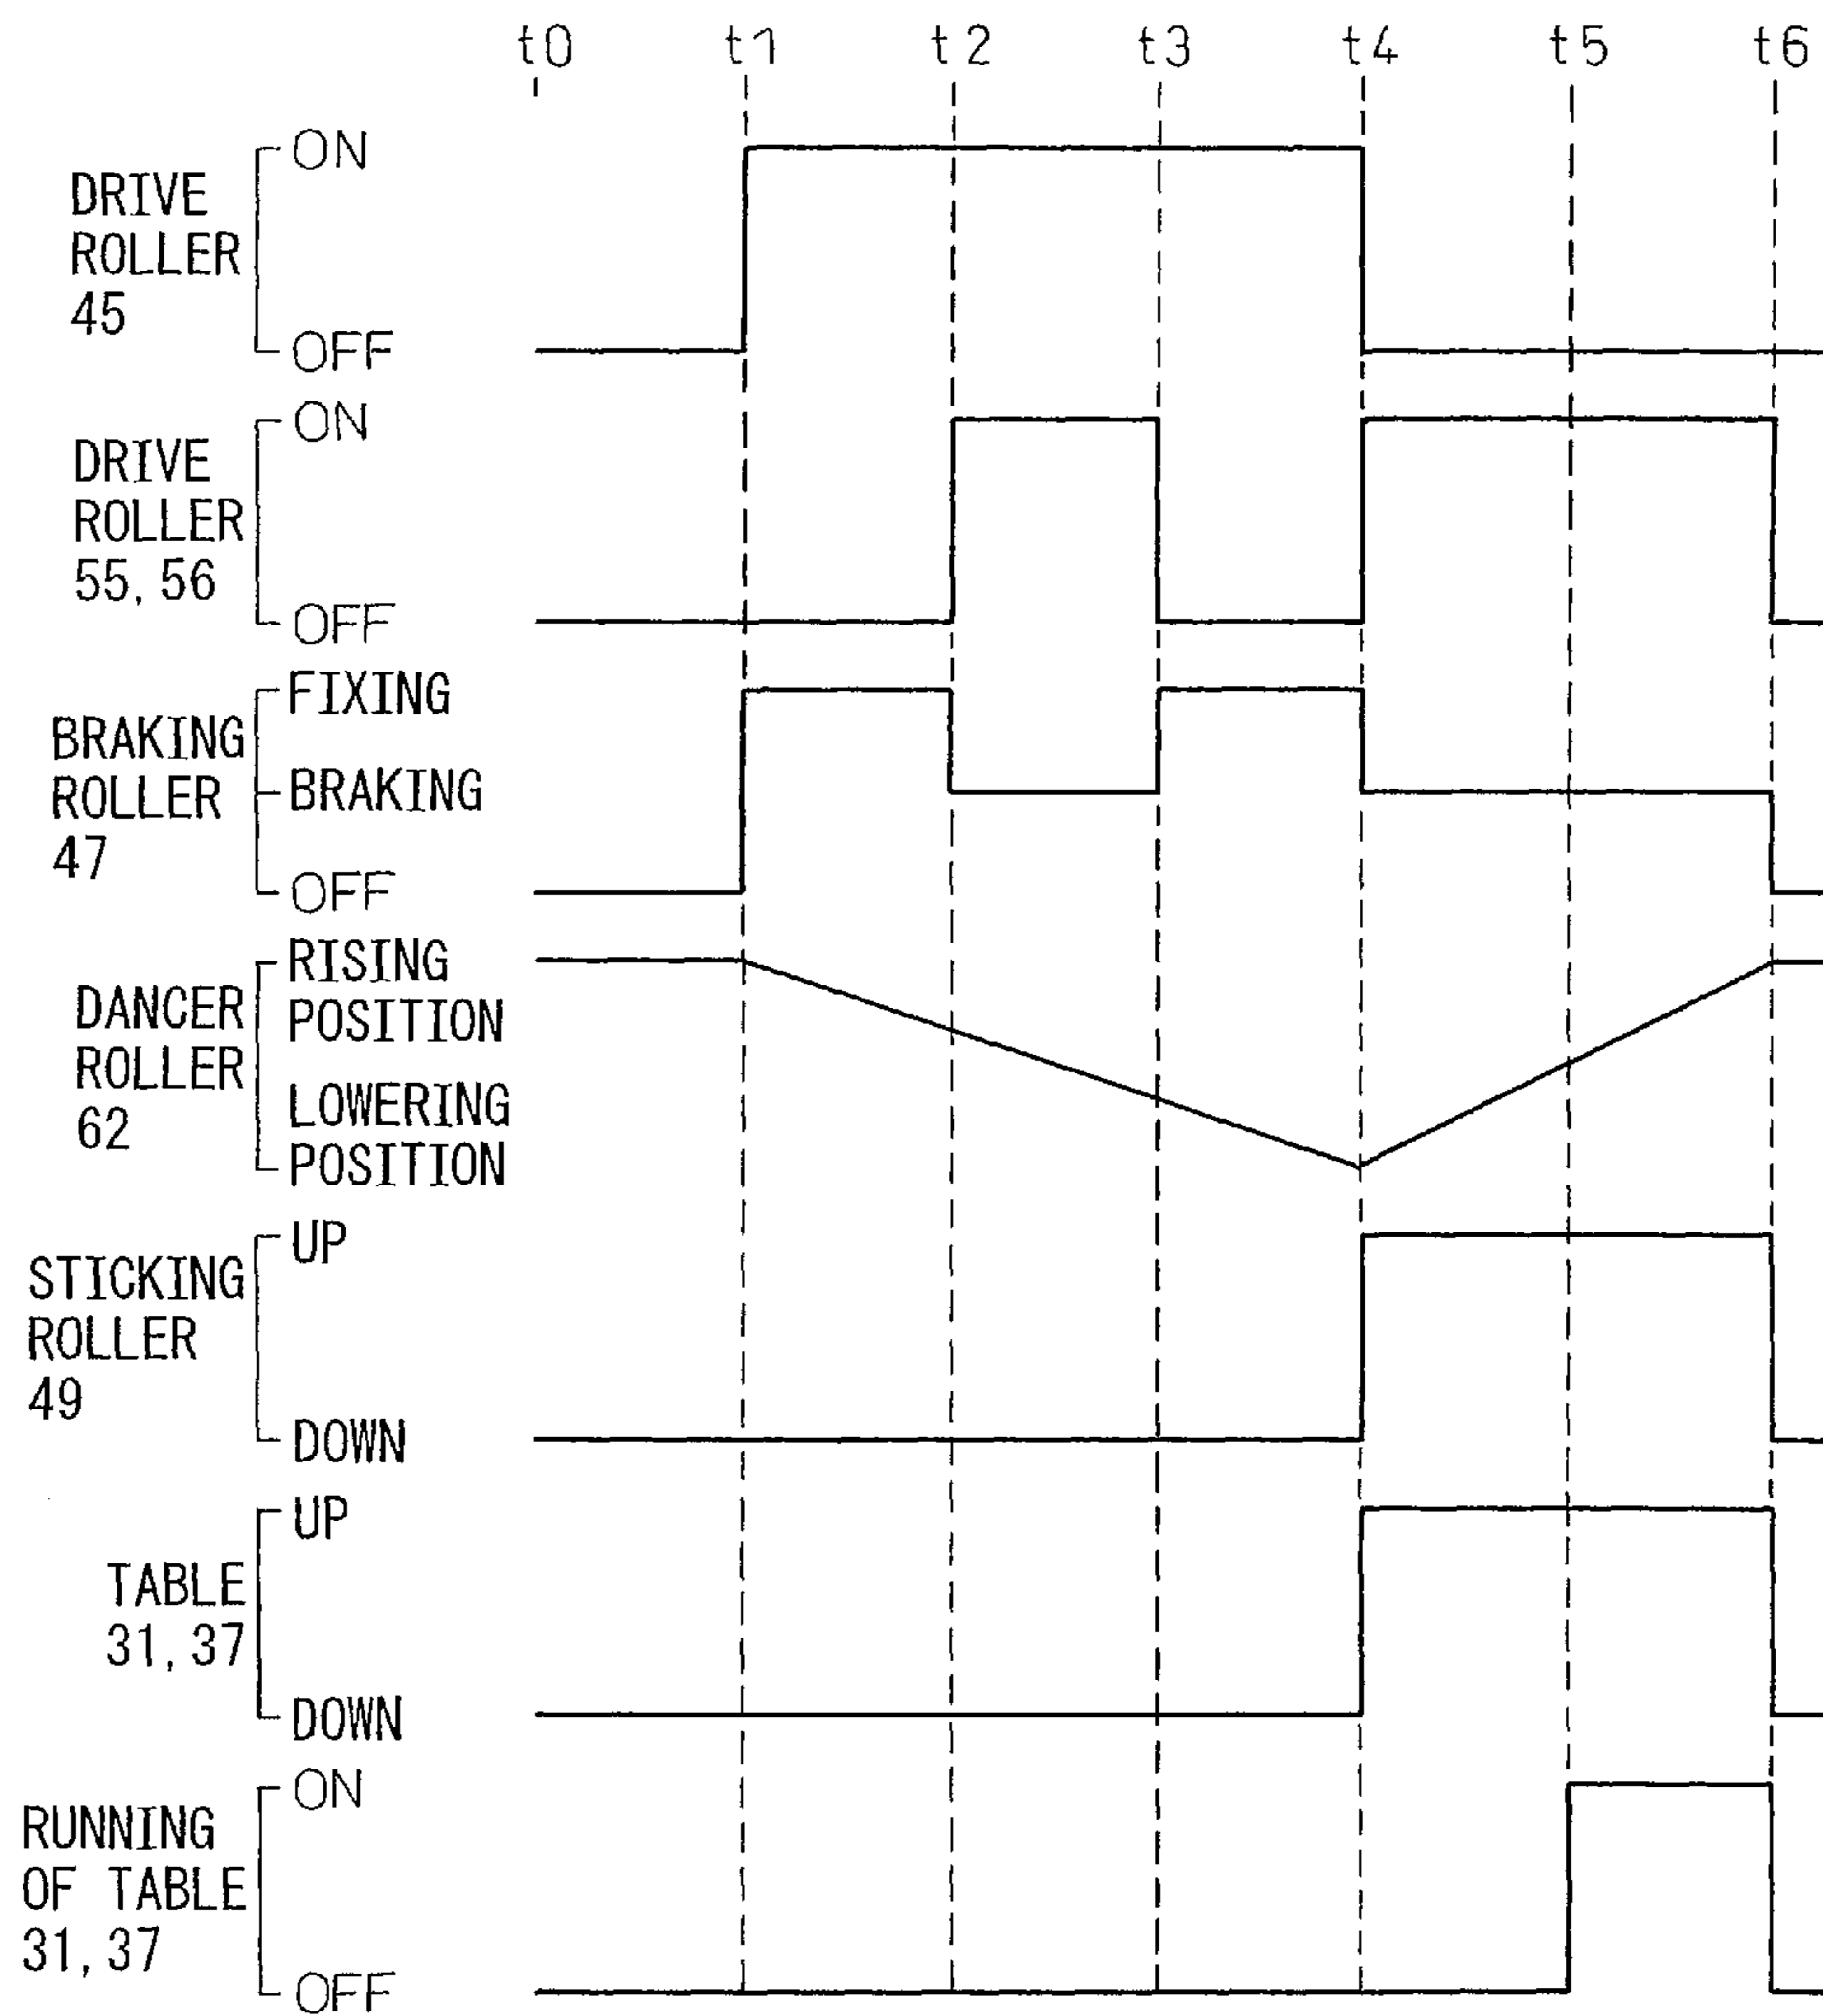 t0 t1 t2 t3 t4 t5 t6
DRIVE
ROLLER
45
ON
OFF
DRIVE
ROLLER
55, 56
ON
OFF
BRAKING
ROLLER
47
FIXING
BRAKING
OFF
DANCER
ROLLER
62
RISING
POSITION
LOWERING
POSITION
STICKING
ROLLER
49
UP
DOWN
TABLE
31, 37
UP
DOWN
RUNNING
OF TABLE
31, 37
ON
OFF